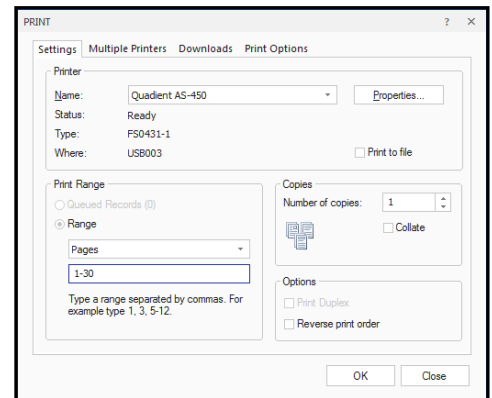 PRINT ? ×
Settings Multiple Printers Downloads Print Options
Printer
Name: Quadient AS-450 Properties...
Status: Ready
Type: FS0431-1
Where: USB003 Print to file
Print Range
Queued Records (0)
Range
Pages
1-30
Type a range separated by commas. For
example type 1, 3, 5-12.
Copies
Number of copies: 1
Collate
Options
Print Duplex
Reverse print order
OK Close